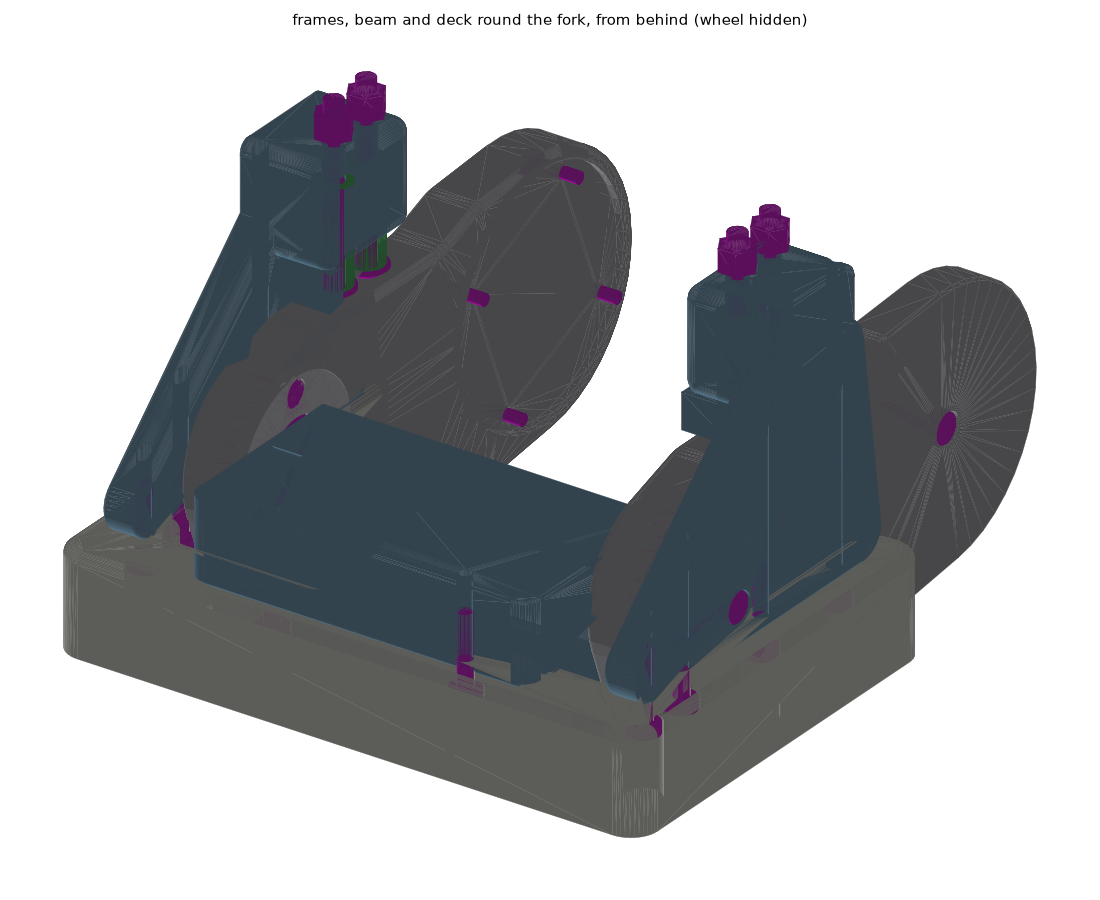 frames, beam and deck round the fork, from behind (wheel hidden)